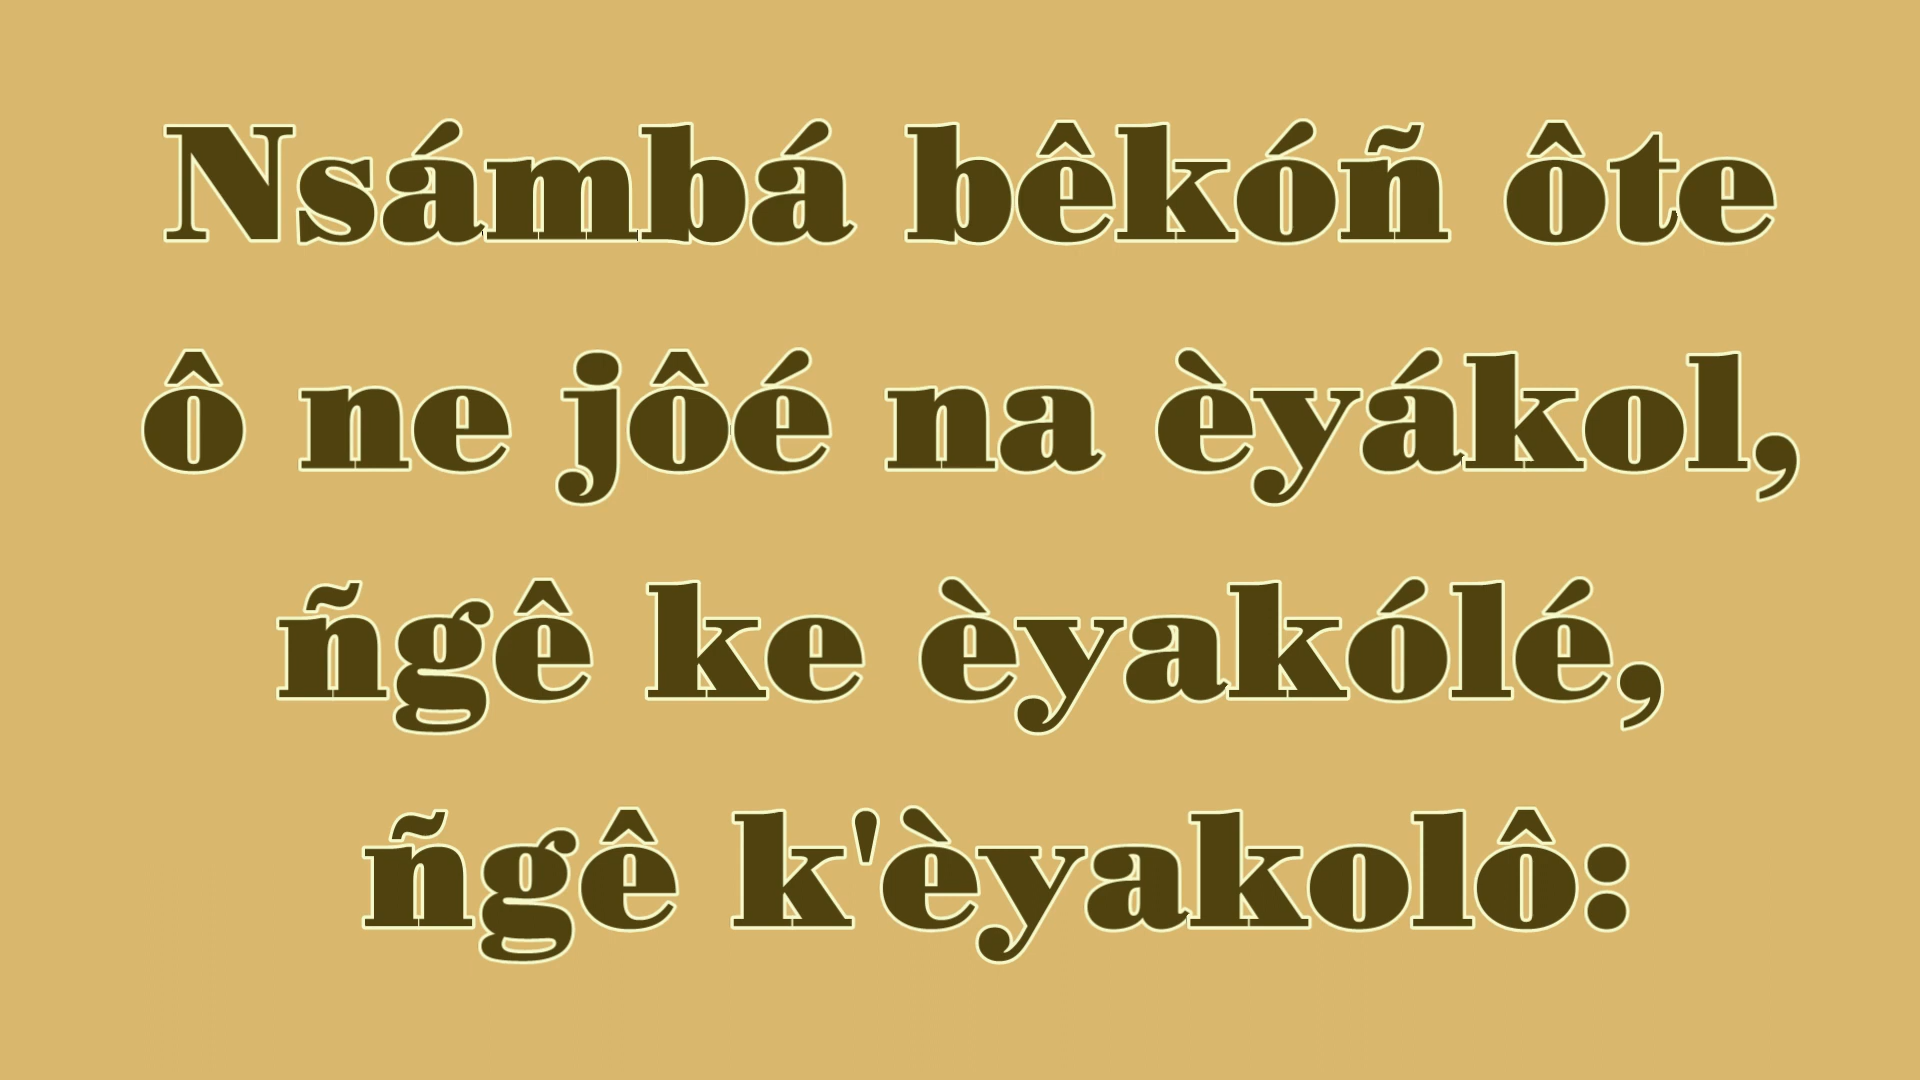 Nsámbá bêkóñ ôte
ô ne jôé na èyákol,
ñgê ke èyakólé,
ñgê k'èyakolô: